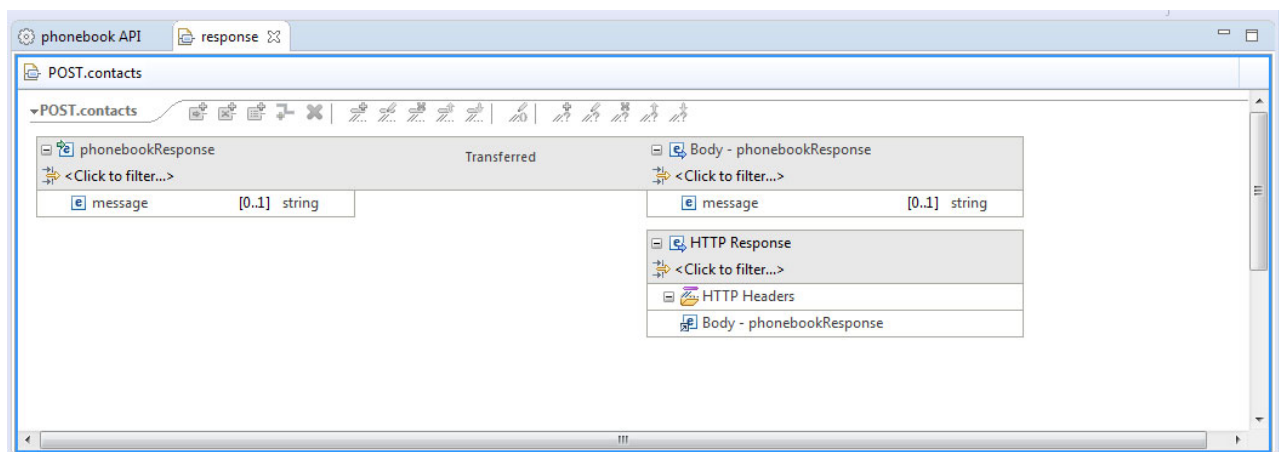 phonebook API response
POST.contacts
POST.contacts
phonebookResponse Transferred Body - phonebookResponse
<Click to filter...> <Click to filter...>
message [0..1] string message [0..1] string
HTTP Response
<Click to filter...>
HTTP Headers
Body - phonebookResponse